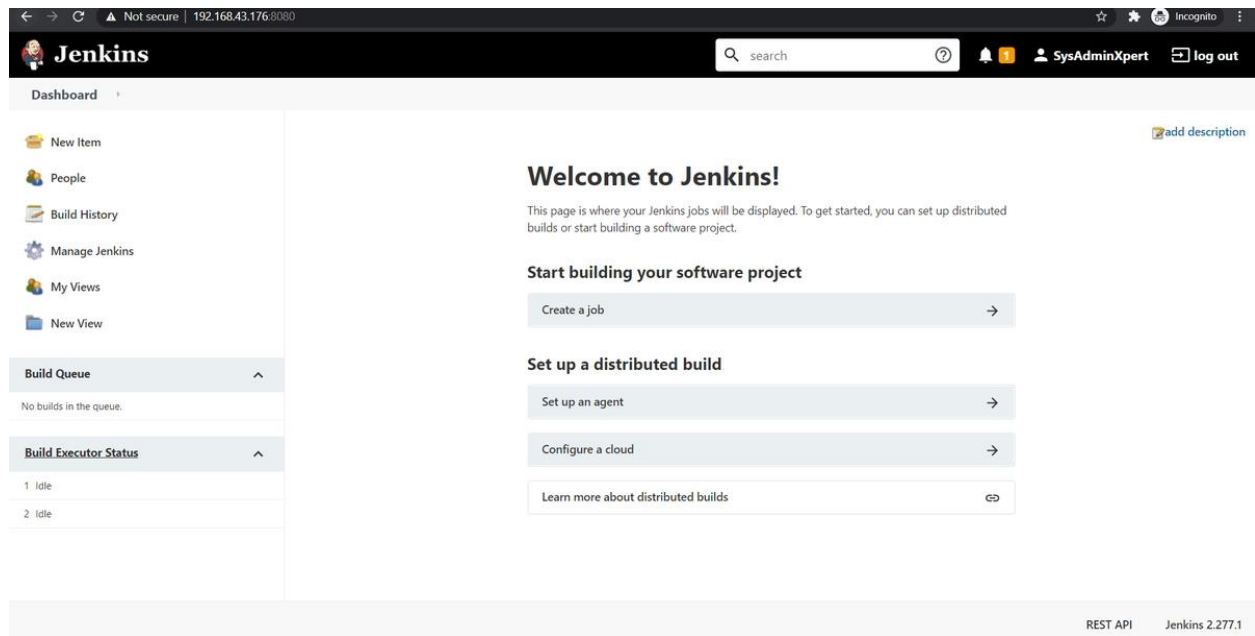 Not secure | 192.168.43.176:8080
Incognito
Jenkins
search
1
SysAdminXpert
log out
Dashboard
add description
New Item
People
Build History
Manage Jenkins
My Views
New View
Build Queue
No builds in the queue.
Build Executor Status
1 Idle
2 Idle
Welcome to Jenkins!
This page is where your Jenkins jobs will be displayed. To get started, you can set up distributed
builds or start building a software project.
Start building your software project
Create a job
Set up a distributed build
Set up an agent
Configure a cloud
Learn more about distributed builds
REST API
Jenkins 2.277.1